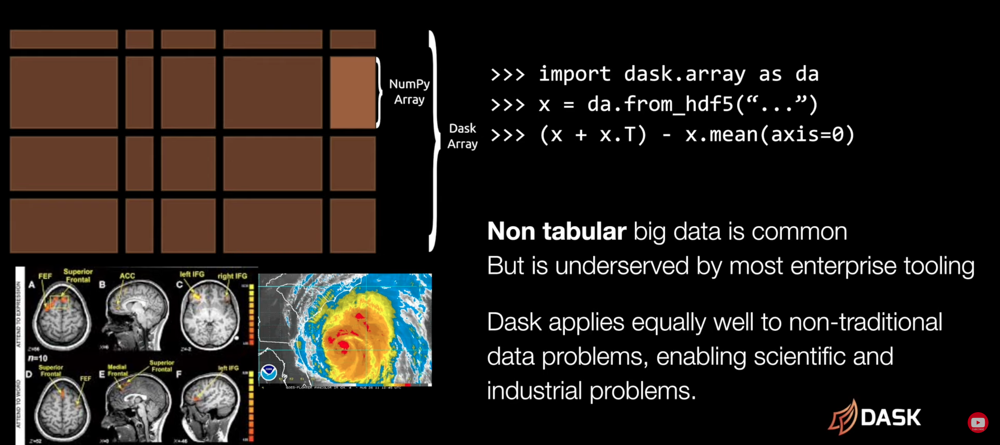 NumPy
Array
Dask
Array
>>> import dask.array as da
>>> x = da.from_hdf5(“...”)
>>> (x + x.T) - x.mean(axis=0)
Non tabular big data is common
But is underserved by most enterprise tooling
Dask applies equally well to non-traditional
data problems, enabling scientific and
industrial problems.
DASK
ATTEND TO EXPRESSION
A
FEF
Superior
Frontal
B
ACC
C
left IFG
right IFG
n=10
ATTEND TO WORD
D
Superior
Frontal
FEF
E
Medial
Frontal
Superior
Frontal
F
left IFG
Z=52
GOES-FLOATER AVNCOLOR IR CH. 4 - AUG 26 11 12:45 UTC